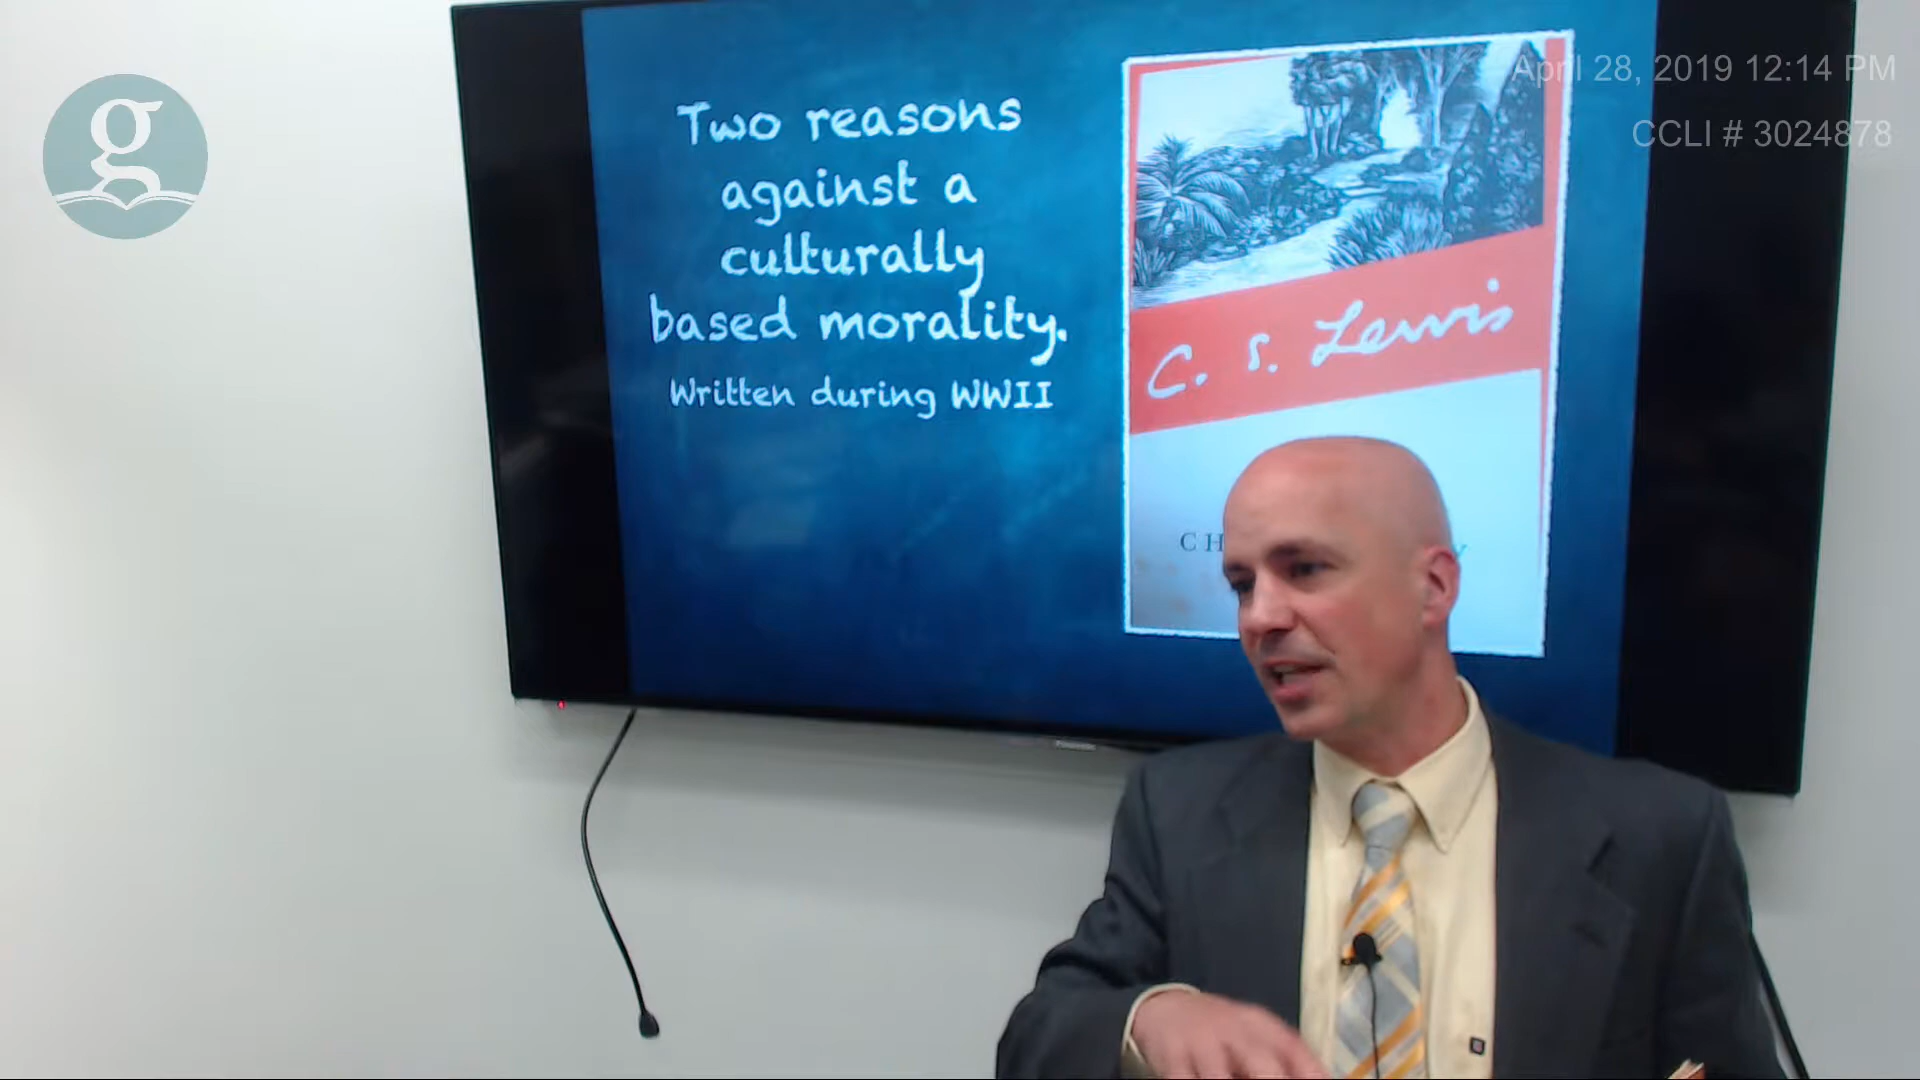 g
April 28, 2019 12:14 PM
CCLI # 3024878
Two reasons
against a
culturally
based morality.
Written during WWII
C. S. Lewis